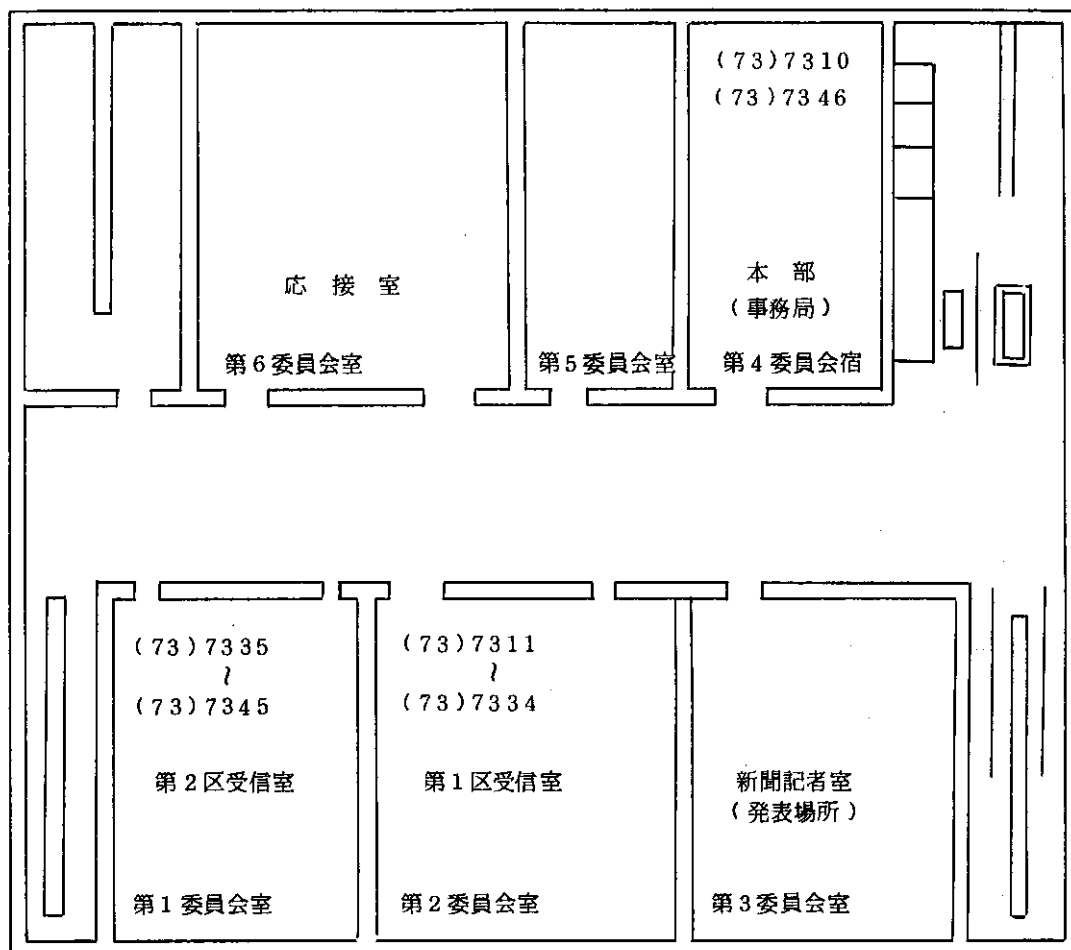 (73)7310
(73)7346
応接室
本部
(事務局)
第6委員会室
第5委員会室
第4委員会宿
(73)7335
〜
(73)7345
(73)7311
〜
(73)7334
第2区受信室
第1区受信室
新聞記者室
(発表場所)
第1委員会室
第2委員会室
第3委員会室